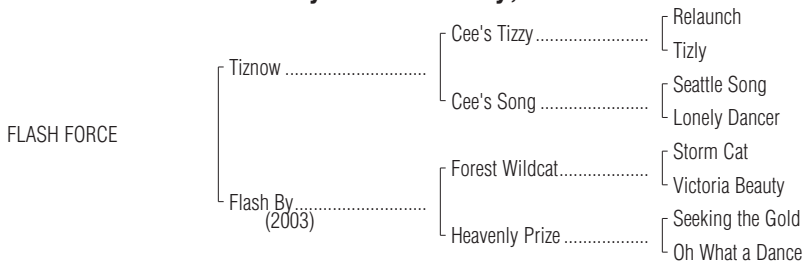 Relaunch
Cee's Tizzy
Tizly
Tiznow
Seattle Song
Cee's Song
Lonely Dancer
FLASH FORCE
Storm Cat
Forest Wildcat
Victoria Beauty
Flash By
(2003)
Seeking the Gold
Heavenly Prize
Oh What a Dance